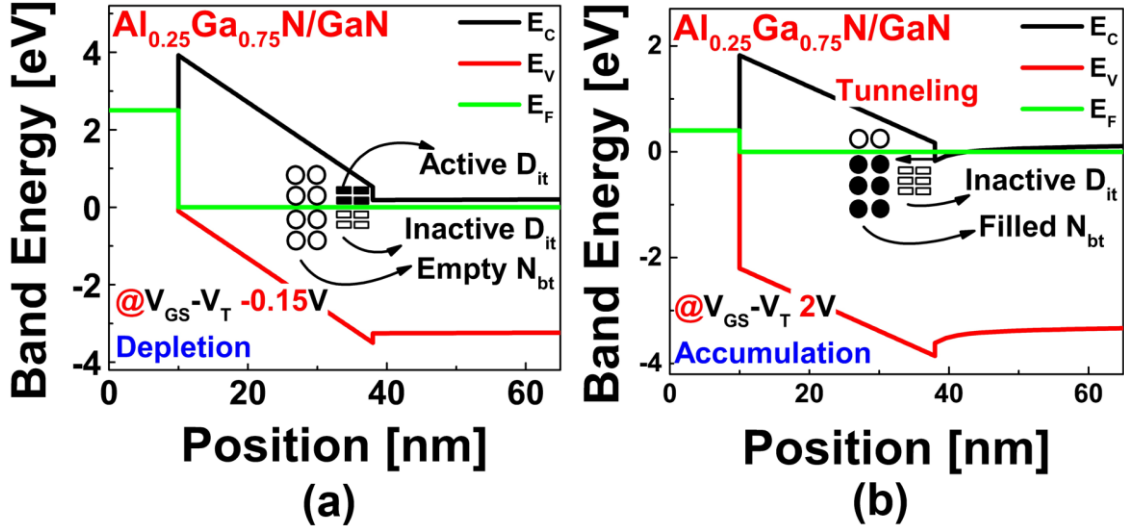 Al0.25Ga0.75N/GaN
EC
EV
EF
Active Dit
Inactive Dit
Empty Nbt
@VGS-VT -0.15V
Depletion
Band Energy [eV]
4
2
0
-2
-4
0
20
40
60
Position [nm]
(a)
Al0.25Ga0.75N/GaN
EC
EV
EF
Tunneling
Inactive Dit
Filled Nbt
@VGS-VT 2V
Accumulation
Band Energy [eV]
2
0
-2
-4
0
10
20
30
40
50
60
Position [nm]
(b)